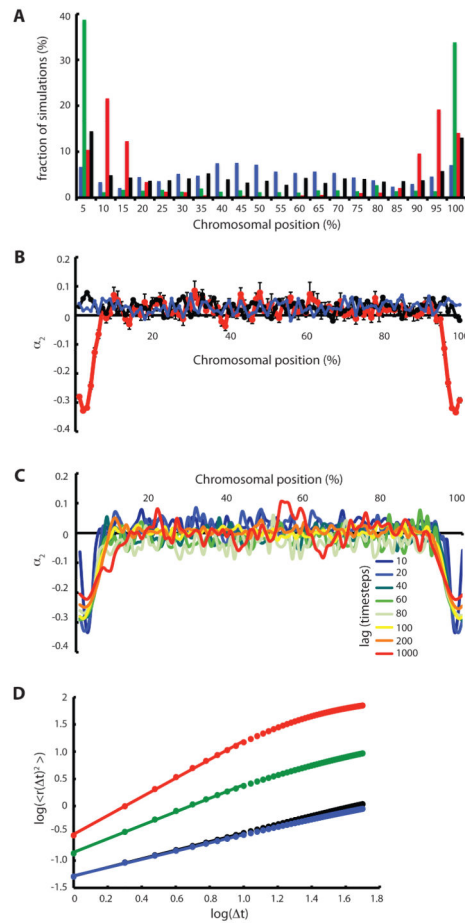 A
fraction of simulations (%)
40
30
20
10
0
5 10 15 20 25 30 35 40 45 50 55 60 65 70 75 80 85 90 95 100
Chromosomal position (%)
B
α2
0.2
0.1
0
-0.1
-0.2
-0.3
-0.4
20 40 60 80 100
Chromosomal position (%)
C
Chromosomal position (%)
20 40 60 80 100
α2
0.2
0.1
0
-0.1
-0.2
-0.3
-0.4
lag (timesteps)
10
20
40
60
80
100
200
1000
D
log(<r(Δt)² >)
2
1.5
1.0
0.5
0
-0.5
-1.0
-1.5
0 0.2 0.4 0.6 0.8 1.0 1.2 1.4 1.6 1.8
log(Δt)